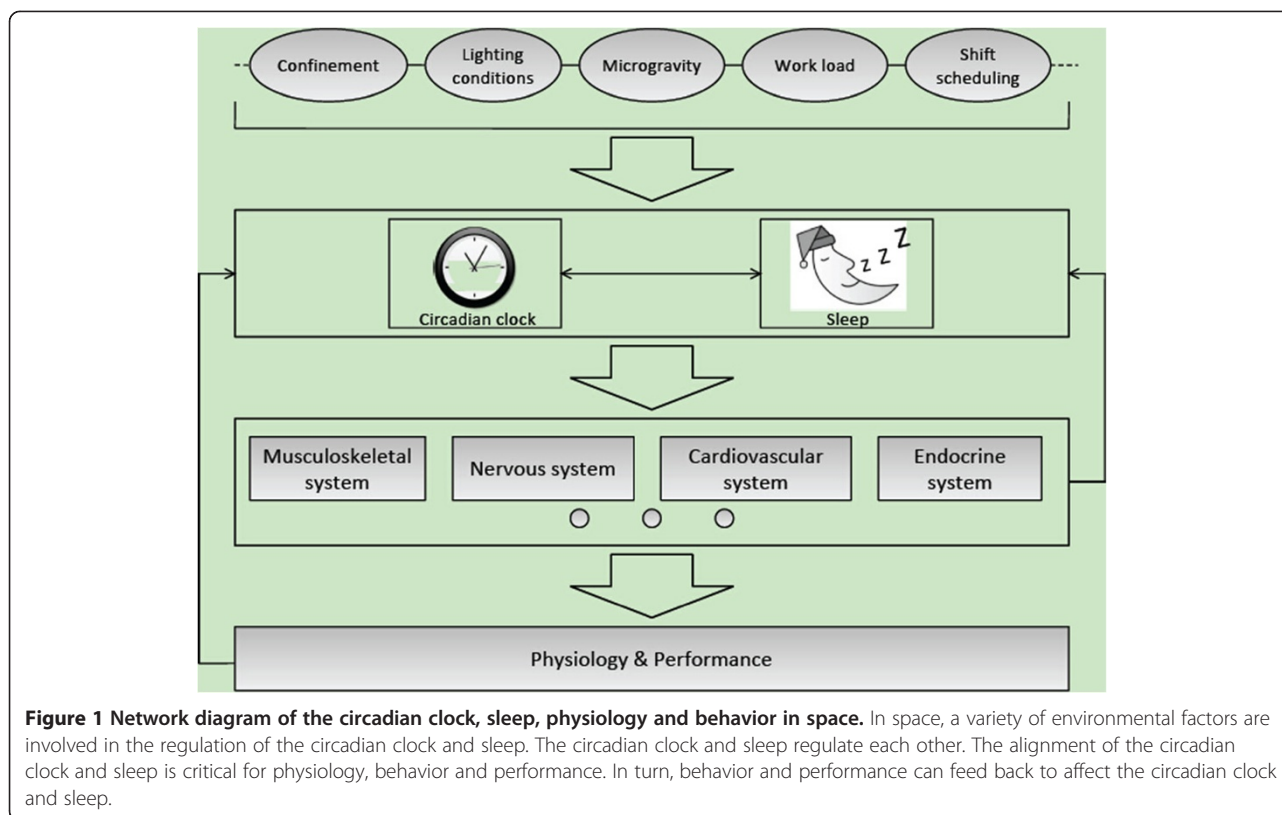 Confinement
Lighting
conditions
Microgravity
Work load
Shift
scheduling
Circadian clock
z z z
Sleep
Musculoskeletal
system
Nervous system
Cardiovascular
system
Endocrine
system
Physiology & Performance
Figure 1 Network diagram of the circadian clock, sleep, physiology and behavior in space. In space, a variety of environmental factors are
involved in the regulation of the circadian clock and sleep. The circadian clock and sleep regulate each other. The alignment of the circadian
clock and sleep is critical for physiology, behavior and performance. In turn, behavior and performance can feed back to affect the circadian clock
and sleep.